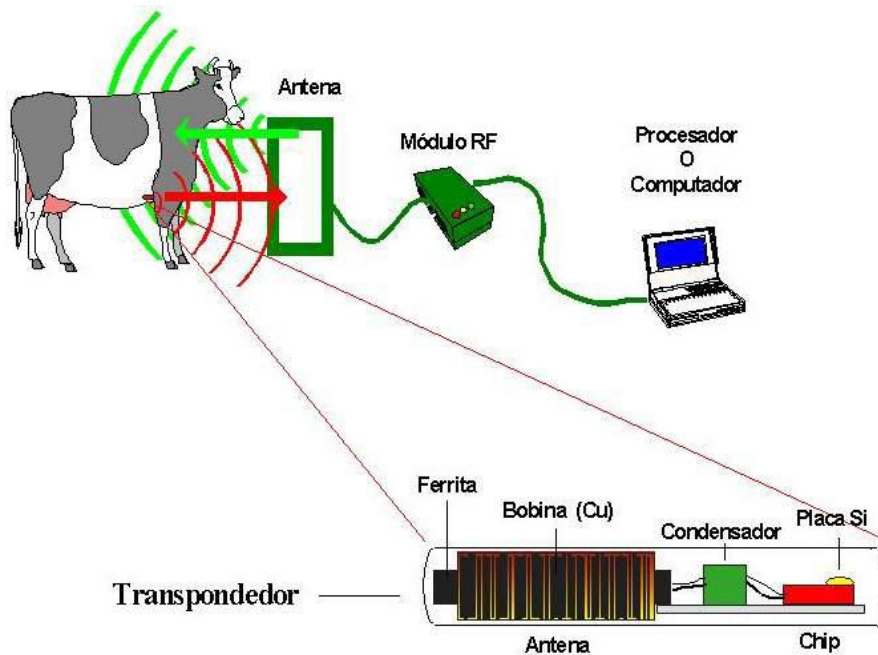 Antena
Módulo RF
Procesador
O
Computador
Ferrita
Bobina (Cu)
Condensador
Placa Si
Transpondedor
Antena
Chip